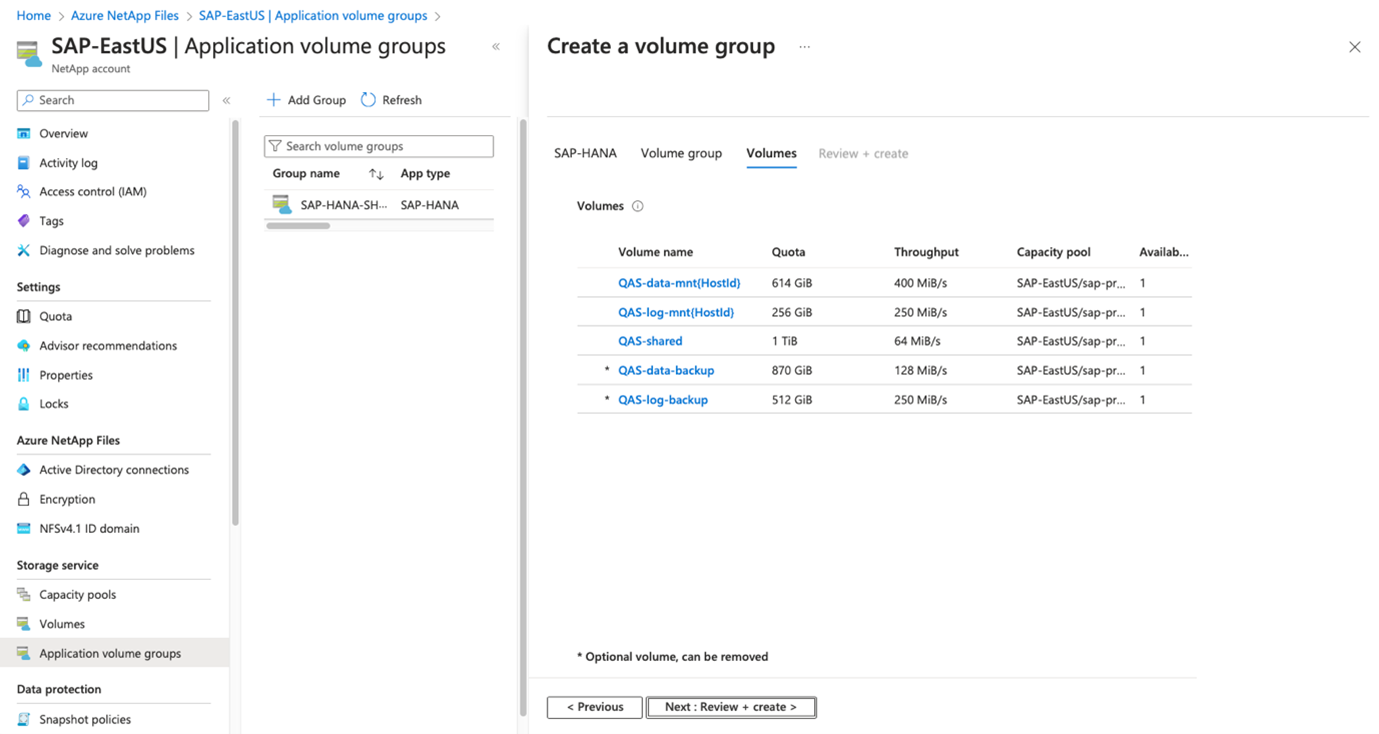 Home > Azure NetApp Files > SAP-EastUS | Application volume groups >
SAP-EastUS | Application volume groups
NetApp account
«
Search
«
Overview
Activity log
Access control (IAM)
Tags
Diagnose and solve problems
Settings
Quota
Advisor recommendations
Properties
Locks
Azure NetApp Files
Active Directory connections
Encryption
NFSv4.1 ID domain
Storage service
Capacity pools
Volumes
Application volume groups
Data protection
Snapshot policies
+ Add Group Refresh
Search volume groups
Group name ↑↓ App type
SAP-HANA-SH... SAP-HANA
Create a volume group ...
SAP-HANA Volume group Volumes Review + create
Volumes
Volume name Quota Throughput Capacity pool Availab...
QAS-data-mnt{HostId} 614 GiB 400 MiB/s SAP-EastUS/sap-pr... 1
QAS-log-mnt{HostId} 256 GiB 250 MiB/s SAP-EastUS/sap-pr... 1
QAS-shared 1 TiB 64 MiB/s SAP-EastUS/sap-pr... 1
* QAS-data-backup 870 GiB 128 MiB/s SAP-EastUS/sap-pr... 1
* QAS-log-backup 512 GiB 250 MiB/s SAP-EastUS/sap-pr... 1
* Optional volume, can be removed
< Previous Next : Review + create >